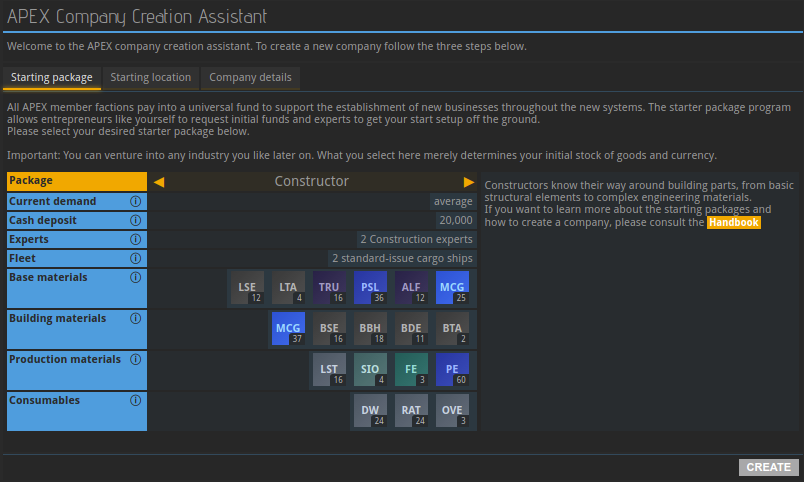 APEX Company Creation Assistant
Welcome to the APEX company creation assistant. To create a new company follow the three steps below.
Starting package Starting location Company details
All APEX member factions pay into a universal fund to support the establishment of new businesses throughout the new systems. The starter package program
allows entrepreneurs like yourself to request initial funds and experts to get your start setup off the ground.
Please select your desired starter package below.
Important: You can venture into any industry you like later on. What you select here merely determines your initial stock of goods and currency.
Package Constructor
Current demand average
Cash deposit 20,000
Experts 2 Construction experts
Fleet 2 standard-issue cargo ships
Base materials
LSE 12 LTA 4 TRU 16 PSL 36 ALF 12 MCG 25
Building materials
MCG 37 BSE 16 BBH 18 BDE 11 BTA 2
Production materials
LST 16 SIO 4 FE 3 PE 60
Consumables
DW 24 RAT 24 OVE 3
Constructors know their way around building parts, from basic
structural elements to complex engineering materials.
If you want to learn more about the starting packages and
how to create a company, please consult the Handbook
CREATE